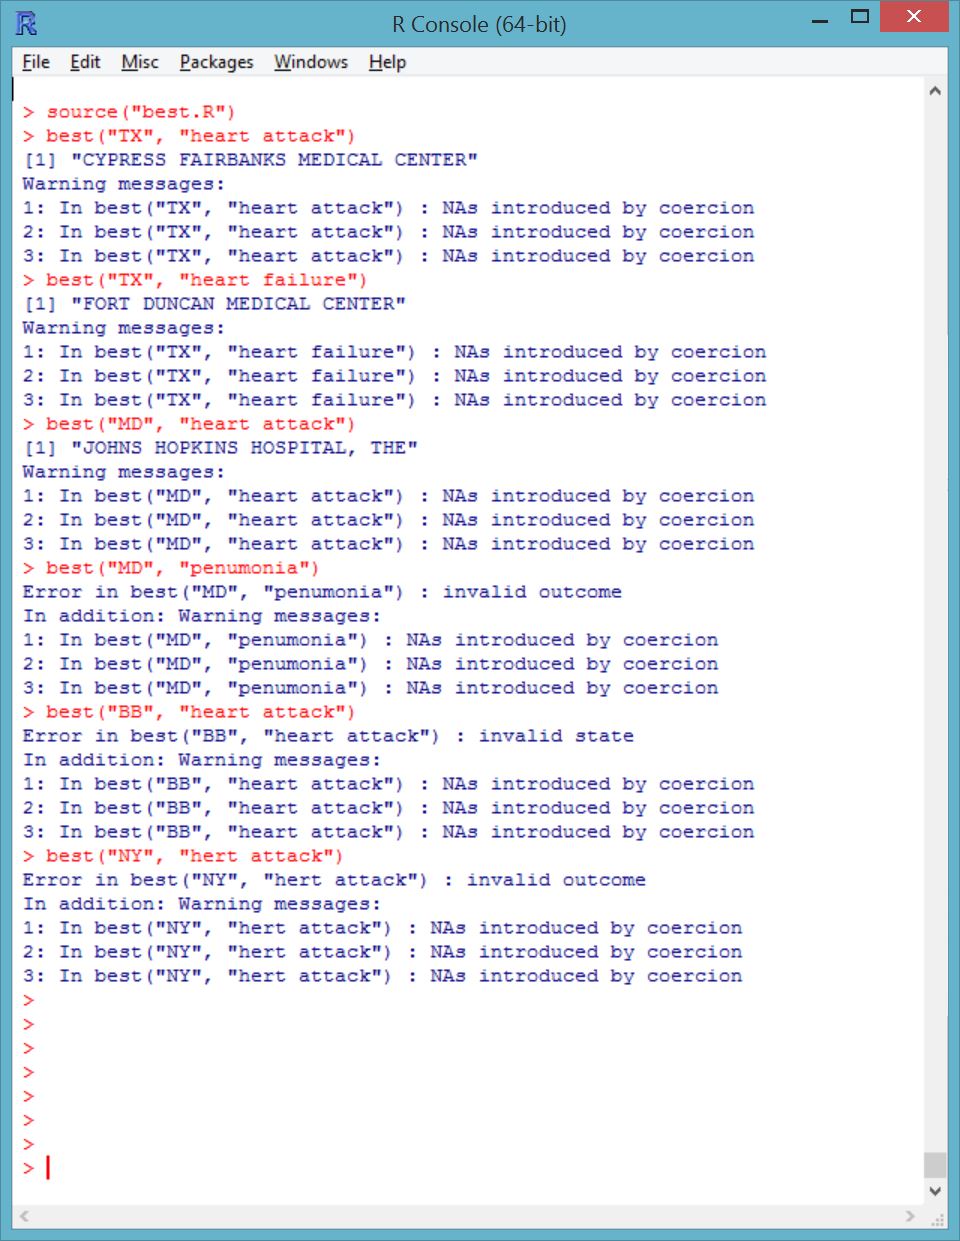 R Console (64-bit)
File Edit Misc Packages Windows Help
> source("best.R")
> best("TX", "heart attack")
[1] "CYPRESS FAIRBANKS MEDICAL CENTER"
Warning messages:
1: In best("TX", "heart attack") : NAs introduced by coercion
2: In best("TX", "heart attack") : NAs introduced by coercion
3: In best("TX", "heart attack") : NAs introduced by coercion
> best("TX", "heart failure")
[1] "FORT DUNCAN MEDICAL CENTER"
Warning messages:
1: In best("TX", "heart failure") : NAs introduced by coercion
2: In best("TX", "heart failure") : NAs introduced by coercion
3: In best("TX", "heart failure") : NAs introduced by coercion
> best("MD", "heart attack")
[1] "JOHNS HOPKINS HOSPITAL, THE"
Warning messages:
1: In best("MD", "heart attack") : NAs introduced by coercion
2: In best("MD", "heart attack") : NAs introduced by coercion
3: In best("MD", "heart attack") : NAs introduced by coercion
> best("MD", "penumonia")
Error in best("MD", "penumonia") : invalid outcome
In addition: Warning messages:
1: In best("MD", "penumonia") : NAs introduced by coercion
2: In best("MD", "penumonia") : NAs introduced by coercion
3: In best("MD", "penumonia") : NAs introduced by coercion
> best("BB", "heart attack")
Error in best("BB", "heart attack") : invalid state
In addition: Warning messages:
1: In best("BB", "heart attack") : NAs introduced by coercion
2: In best("BB", "heart attack") : NAs introduced by coercion
3: In best("BB", "heart attack") : NAs introduced by coercion
> best("NY", "hert attack")
Error in best("NY", "hert attack") : invalid outcome
In addition: Warning messages:
1: In best("NY", "hert attack") : NAs introduced by coercion
2: In best("NY", "hert attack") : NAs introduced by coercion
3: In best("NY", "hert attack") : NAs introduced by coercion
>
>
>
>
>
>
>
>